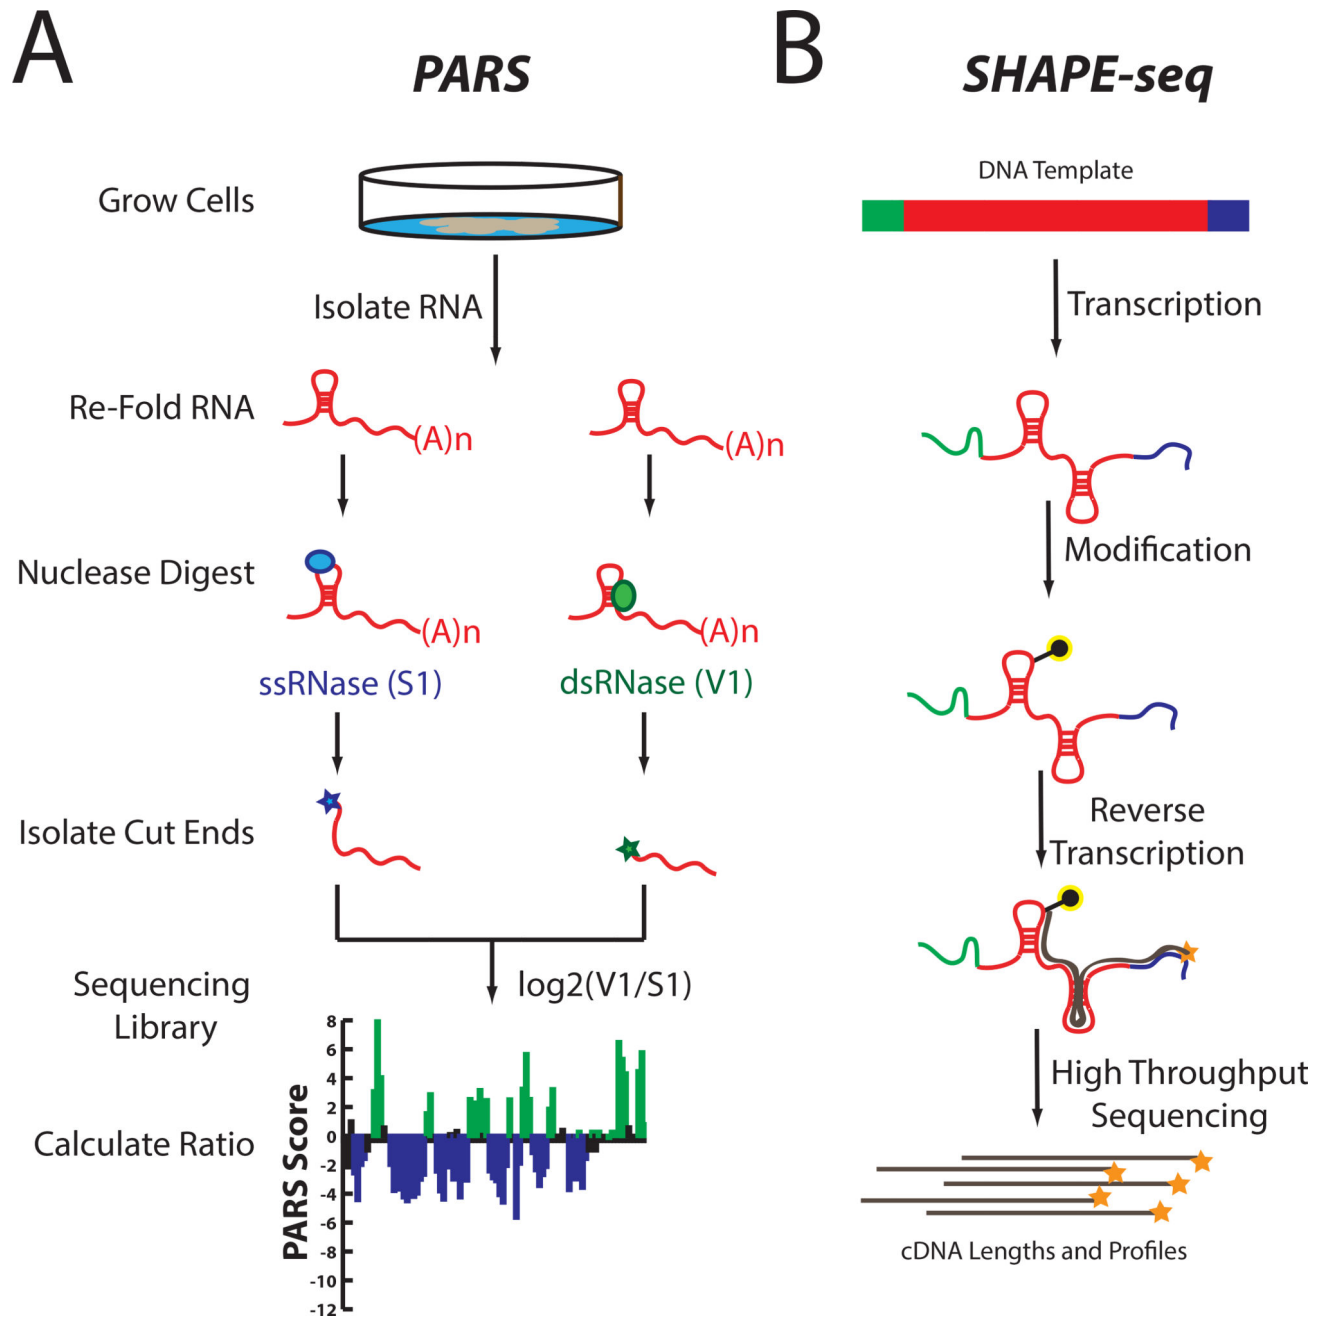 A
PARS
Grow Cells
Isolate RNA
Re-Fold RNA
(A)n
(A)n
Nuclease Digest
(A)n
(A)n
ssRNase (S1)
dsRNase (V1)
Isolate Cut Ends
Sequencing
Library
log2(V1/S1)
Calculate Ratio
PARS Score
8
6
4
2
0
-2
-4
-6
-8
-10
-12
B
SHAPE-seq
DNA Template
Transcription
Modification
Reverse
Transcription
High Throughput
Sequencing
cDNA Lengths and Profiles